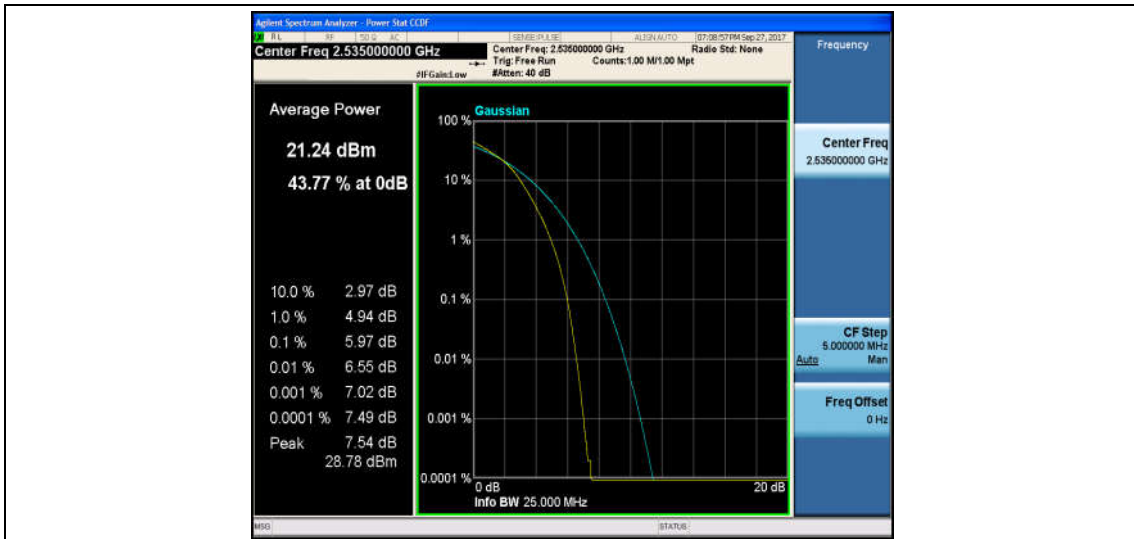 Agilent Spectrum Analyzer - Power Stat CCDF
RL RF 50 Ω AC SENSE:PULSE ALIGN AUTO 07:08:57 PM Sep 27, 2017
Center Freq 2.535000000 GHz
Center Freq: 2.535000000 GHz Radio Std: None
Trig: Free Run Counts:1.00 M/1.00 Mpt
#IFGain:Low #Atten: 40 dB
Frequency
Average Power
21.24 dBm
43.77 % at 0dB
10.0 % 2.97 dB
1.0 % 4.94 dB
0.1 % 5.97 dB
0.01 % 6.55 dB
0.001 % 7.02 dB
0.0001 % 7.49 dB
Peak 7.54 dB
28.78 dBm
Gaussian
100 %
10 %
1 %
0.1 %
0.01 %
0.001 %
0.0001 %
0 dB 20 dB
Info BW 25.000 MHz
Center Freq
2.535000000 GHz
CF Step
5.000000 MHz
Auto Man
Freq Offset
0 Hz
MSG STATUS